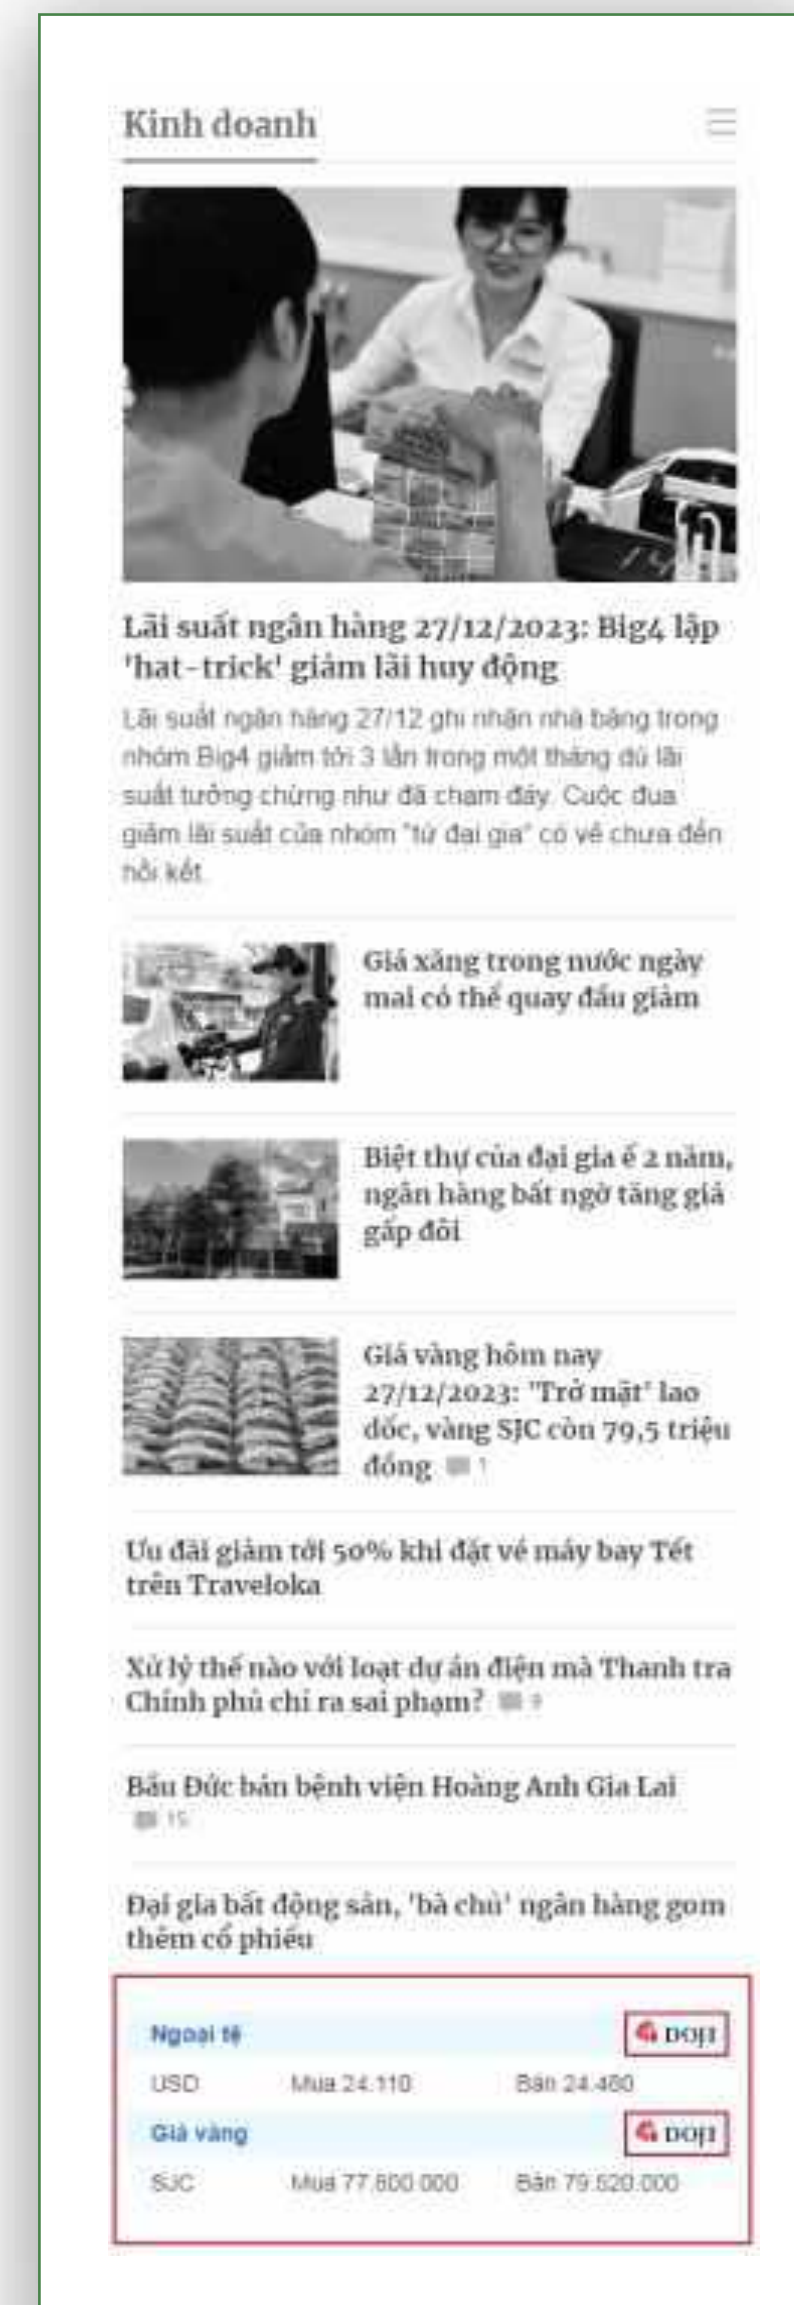 Kinh doanh
Lãi suất ngân hàng 27/12/2023: Big4 lập
'hat-trick' giảm lãi huy động
Lãi suất ngân hàng 27/12 ghi nhận nhà băng trong
nhóm Big4 giảm tới 3 lần trong một tháng dù lãi
suất tưởng chừng như đã chạm đáy. Cuộc đua
giảm lãi suất của nhóm "tứ đại gia" có vẻ chưa đến
hồi kết.
Giá xăng trong nước ngày
mai có thể quay đầu giảm
Biệt thự của đại gia ế 2 năm,
ngân hàng bất ngờ tăng giá
gấp đôi
Giá vàng hôm nay
27/12/2023: 'Trở mặt' lao
dốc, vàng SJC còn 79,5 triệu
đồng 1
Ưu đãi giảm tới 50% khi đặt vé máy bay Tết
trên Traveloka
Xử lý thế nào với loạt dự án điện mà Thanh tra
Chính phủ chỉ ra sai phạm?
Bầu Đức bán bệnh viện Hoàng Anh Gia Lai
15
Đại gia bất động sản, 'bà chủ' ngân hàng gom
thêm cổ phiếu
Ngoại tệ DOJI
USD Mua 24.110 Bán 24.460
Giá vàng DOJI
SJC Mua 77.600.000 Bán 79.520.000